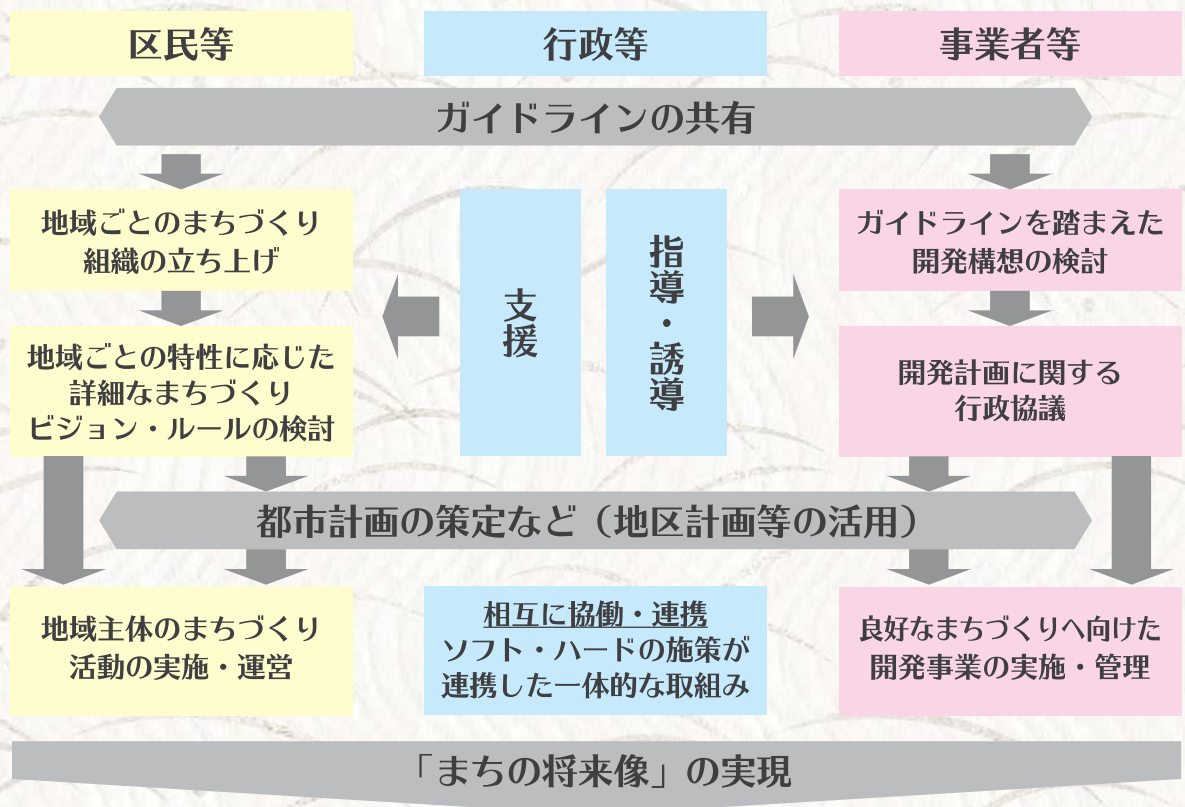 区民等
行政等
事業者等
ガイドラインの共有
地域ごとのまちづくり
組織の立ち上げ
支援
指導・誘導
ガイドラインを踏まえた
開発構想の検討
地域ごとの特性に応じた
詳細なまちづくり
ビジョン・ルールの検討
開発計画に関する
行政協議
都市計画の策定など（地区計画等の活用）
地域主体のまちづくり
活動の実施・運営
相互に協働・連携
ソフト・ハードの施策が
連携した一体的な取組み
良好なまちづくりへ向けた
開発事業の実施・管理
「まちの将来像」の実現